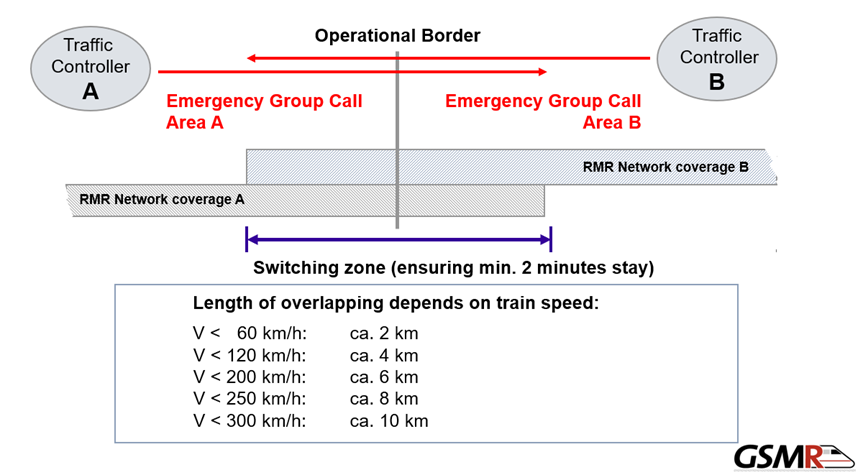 Operational Border
Traffic
Controller
A
Traffic
Controller
B
Emergency Group Call
Area A
Emergency Group Call
Area B
RMR Network coverage B
RMR Network coverage A
Switching zone (ensuring min. 2 minutes stay)
Length of overlapping depends on train speed:
V < 60 km/h: ca. 2 km
V < 120 km/h: ca. 4 km
V < 200 km/h: ca. 6 km
V < 250 km/h: ca. 8 km
V < 300 km/h: ca. 10 km
GSMR